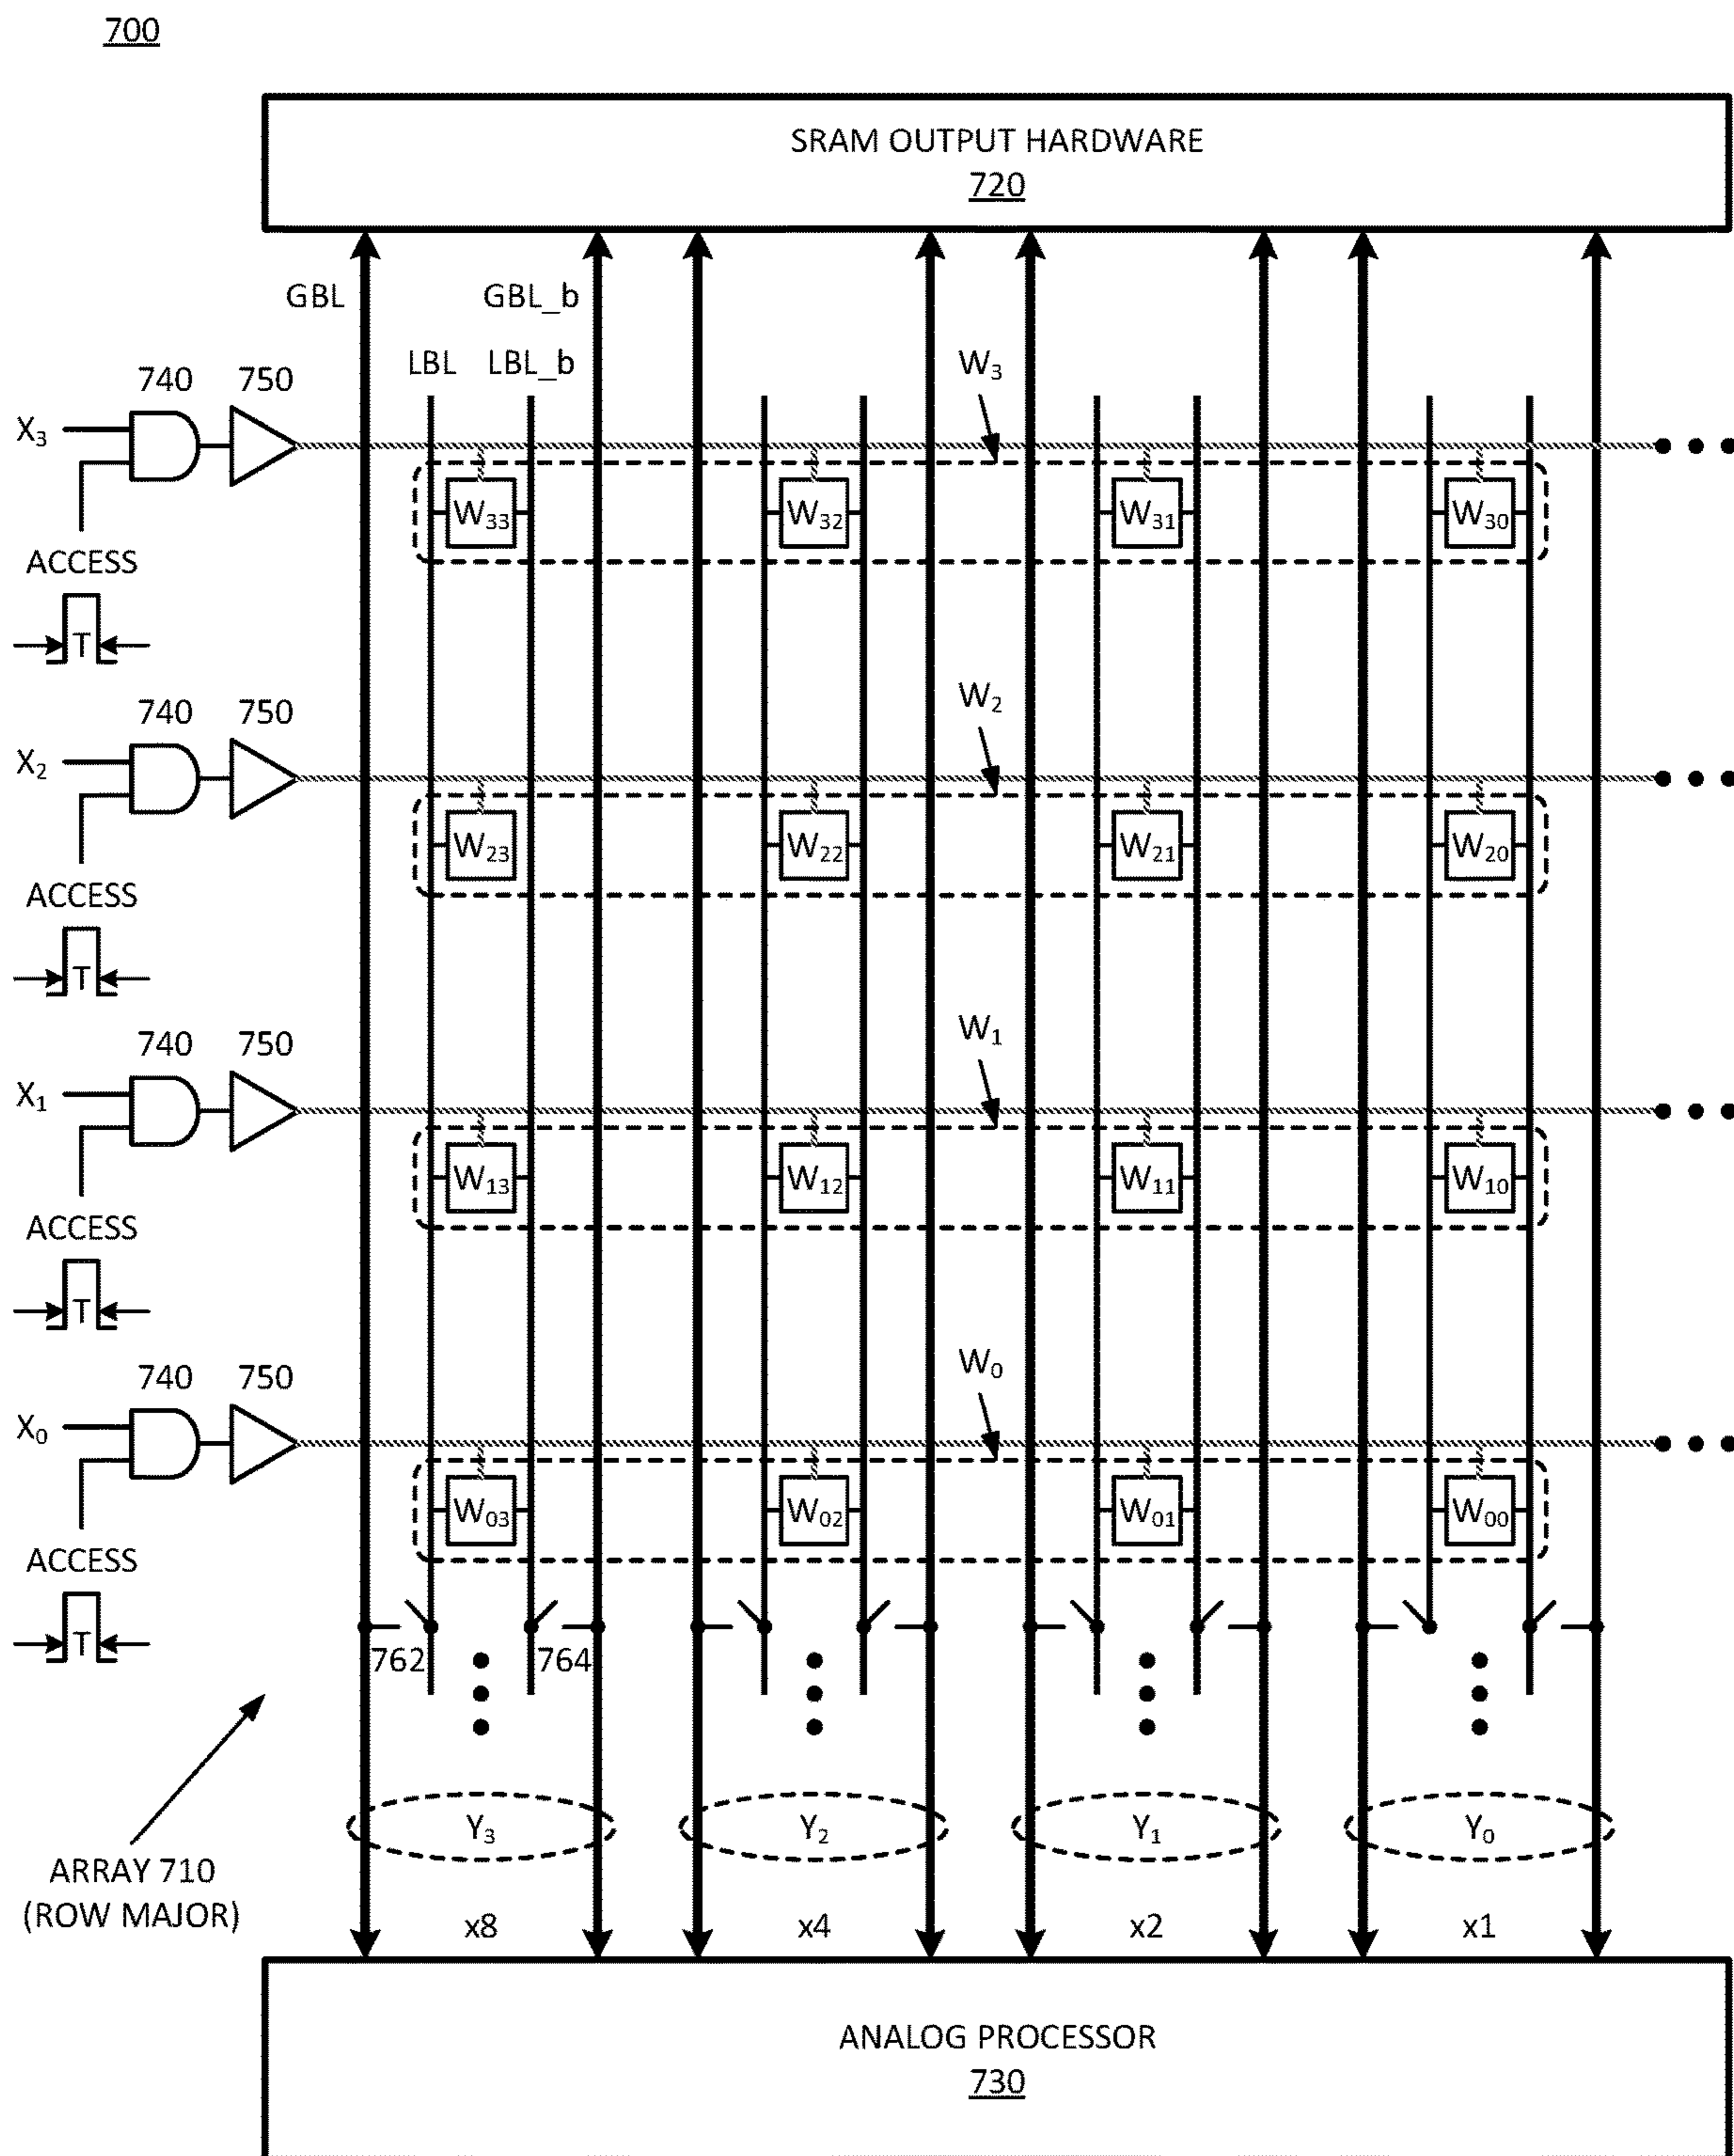 700
SRAM OUTPUT HARDWARE
720
GBL GBL_b
LBL LBL_b W₃
740 750
X₃
W₃₃ W₃₂ W₃₁ W₃₀
ACCESS
T
W₂
740 750
X₂
W₂₃ W₂₂ W₂₁ W₂₀
ACCESS
T
W₁
740 750
X₁
W₁₃ W₁₂ W₁₁ W₁₀
ACCESS
T
W₀
740 750
X₀
W₀₃ W₀₂ W₀₁ W₀₀
ACCESS
T
762 764
Y₃ Y₂ Y₁ Y₀
ARRAY 710
(ROW MAJOR)
x8 x4 x2 x1
ANALOG PROCESSOR
730